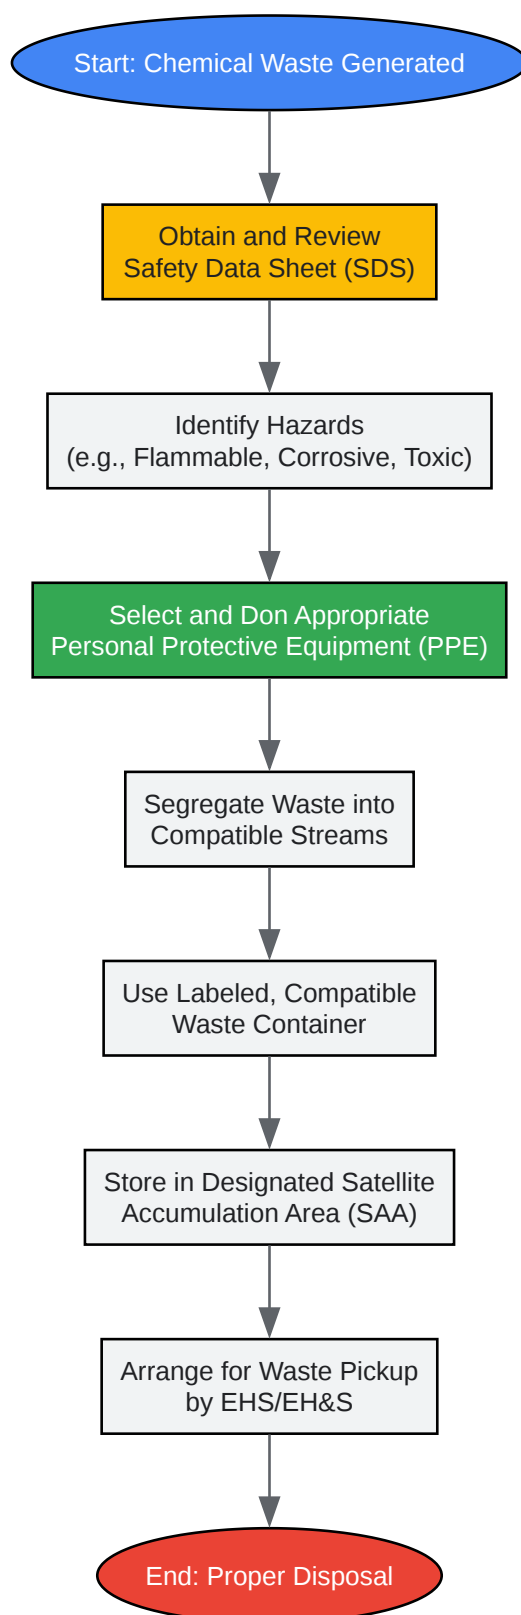 Start: Chemical Waste Generated
Obtain and Review
Safety Data Sheet (SDS)
Identify Hazards
(e.g., Flammable, Corrosive, Toxic)
Select and Don Appropriate
Personal Protective Equipment (PPE)
Segregate Waste into
Compatible Streams
Use Labeled, Compatible
Waste Container
Store in Designated Satellite
Accumulation Area (SAA)
Arrange for Waste Pickup
by EHS/EH&S
End: Proper Disposal